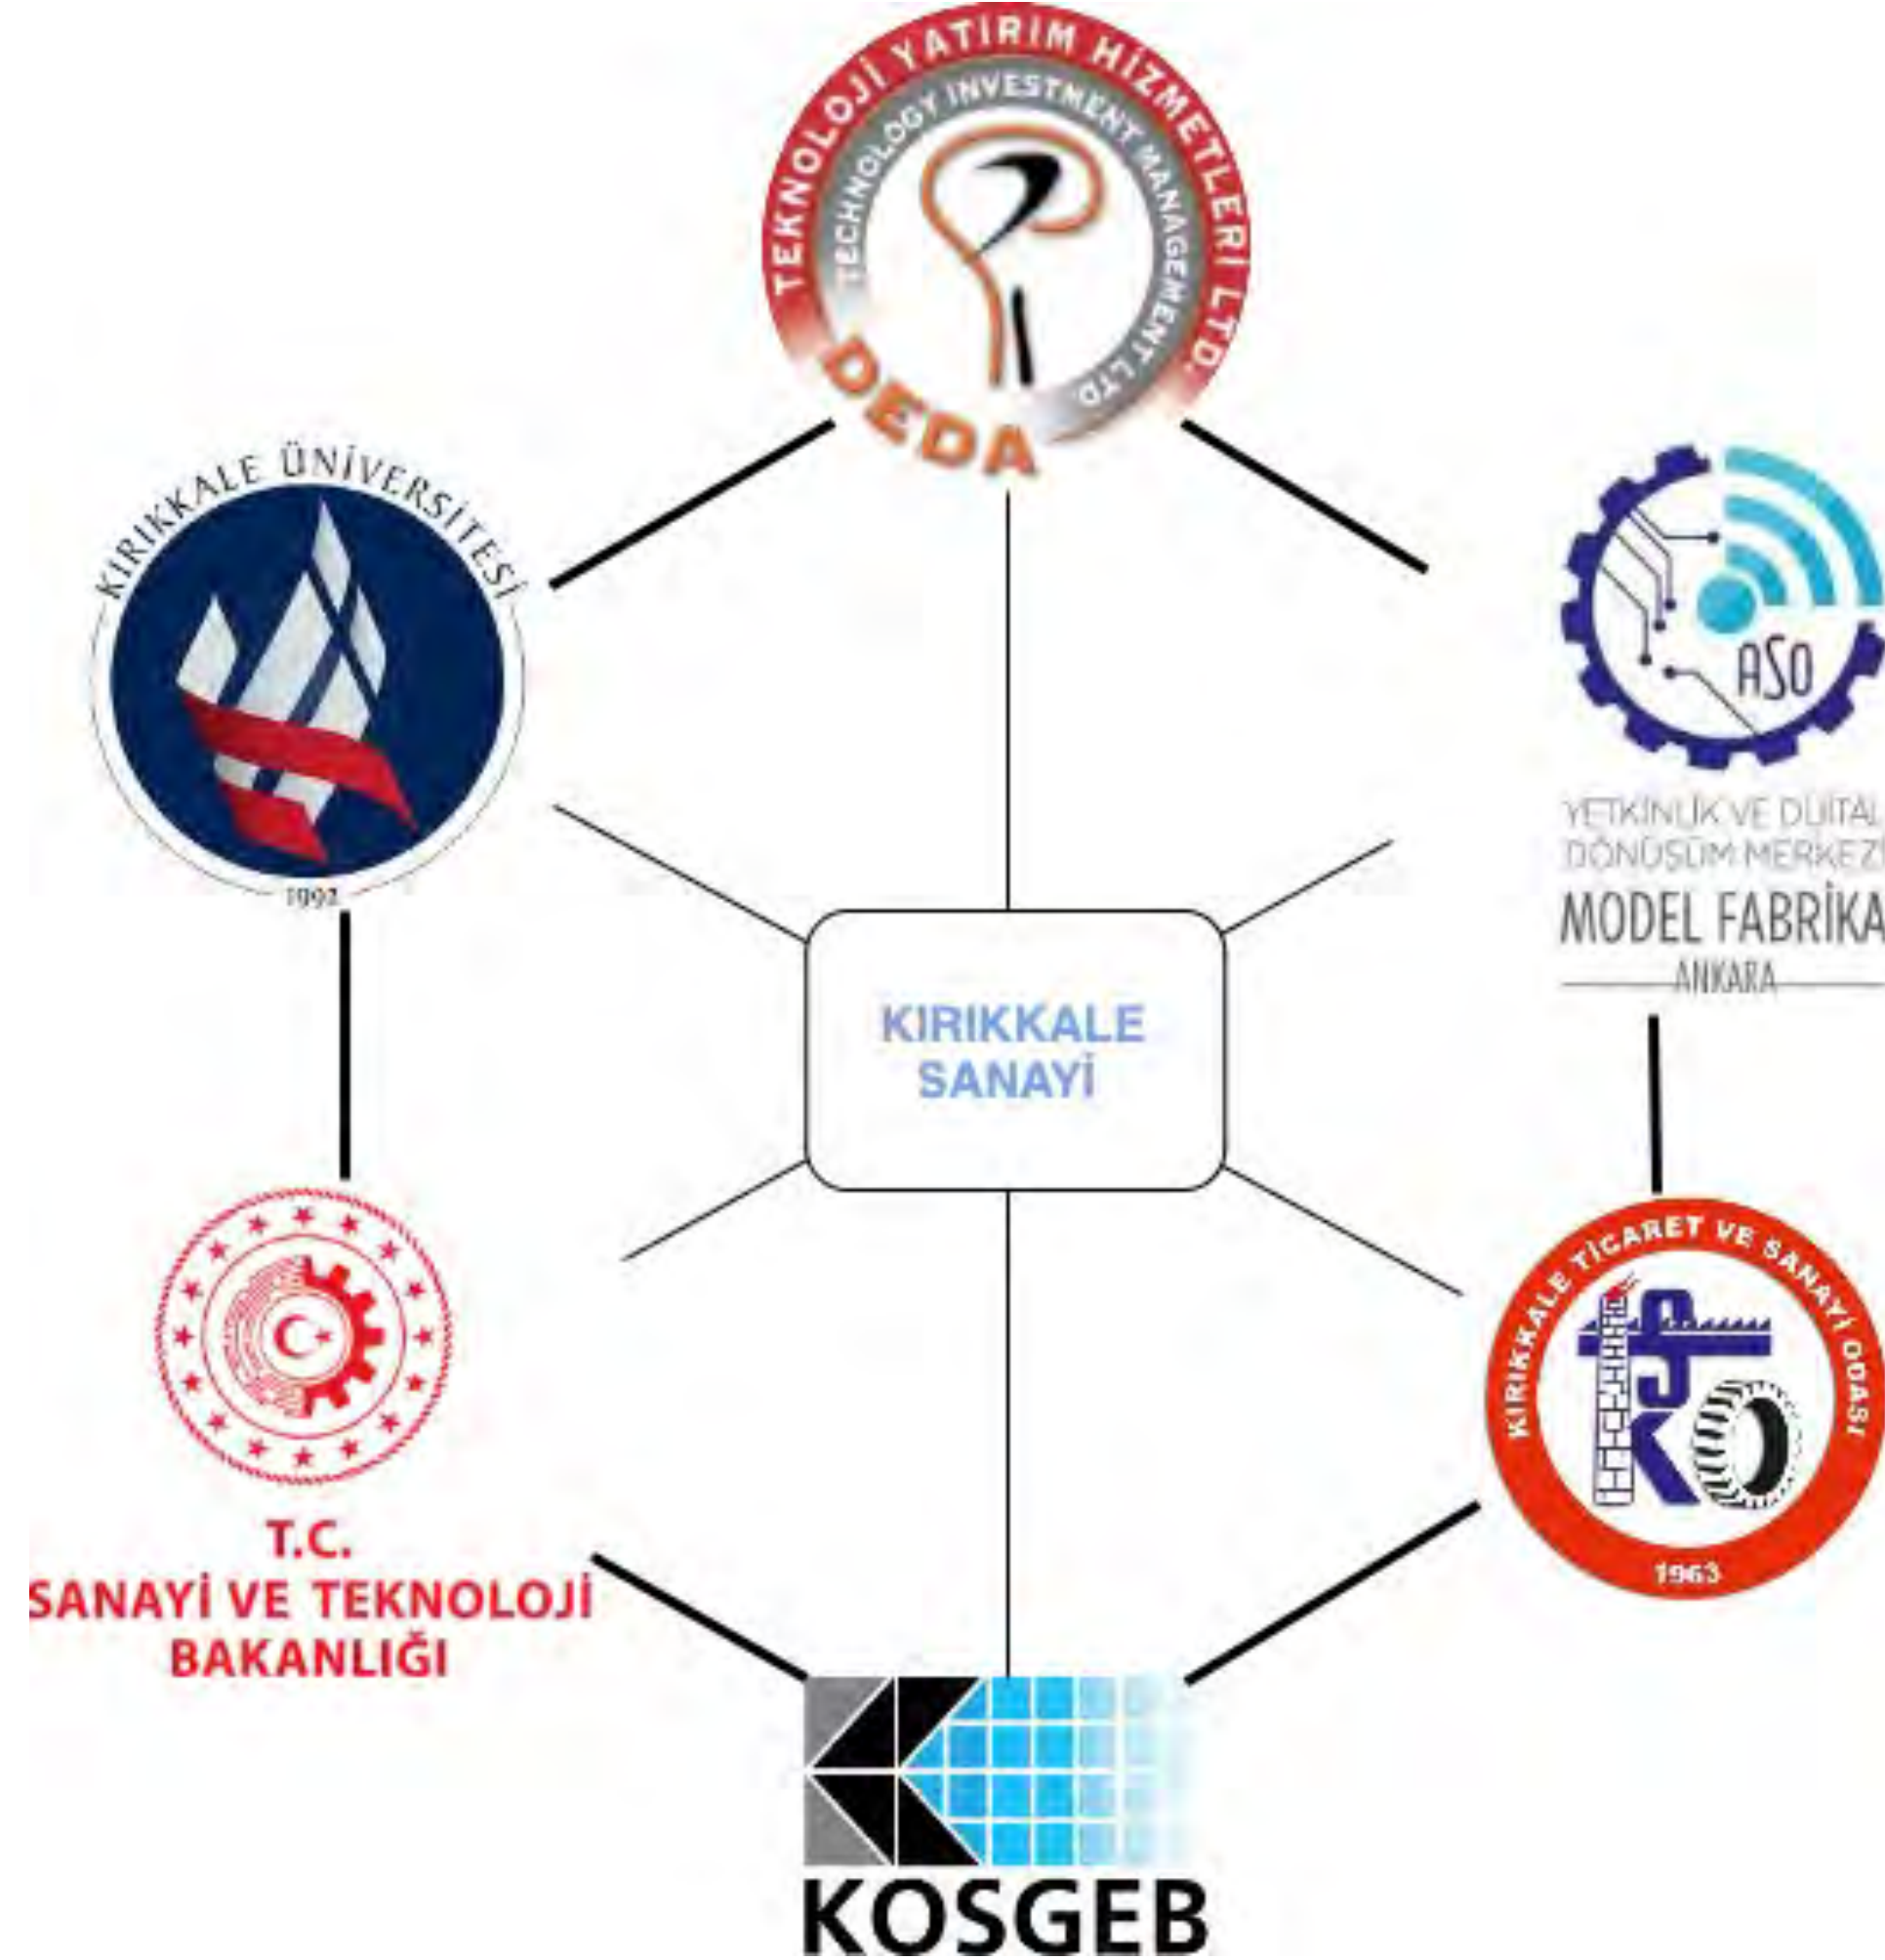 TEKNOLOJİ YATIRIM HİZMETLERİ LTD.
TECHNOLOGY INVESTMENT MANAGEMENT LTD.
DEDA
KIRIKKALE ÜNİVERSİTESİ
1992
ASO
YETKİNLİK VE DİJİTAL
DÖNÜŞÜM MERKEZİ
MODEL FABRİKA
ANKARA
KIRIKKALE
SANAYİ
T.C.
SANAYİ VE TEKNOLOJİ
BAKANLIĞI
KIRIKKALE TİCARET VE SANAYİ ODASI
TSO
K
1963
KOSGEB